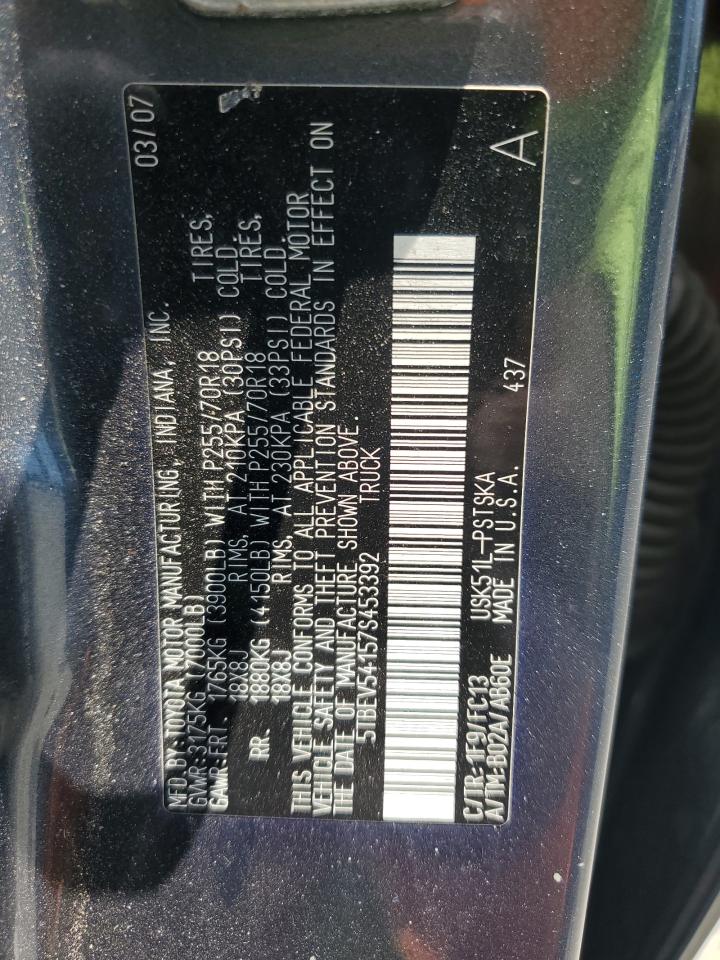 MFD. BY: TOYOTA MOTOR MANUFACTURING, INDIANA, INC. 03/07
GVWR: 3175KG (7000LB)
GAWR: FRT. 1765KG (3900LB) WITH P255/70R18 TIRES,
18X8J RIMS, AT 210KPA (30PSI) COLD.
RR. 1880KG (4150LB) WITH P255/70R18 TIRES,
18X8J RIMS, AT 230KPA (33PSI) COLD.
THIS VEHICLE CONFORMS TO ALL APPLICABLE FEDERAL MOTOR
VEHICLE SAFETY AND THEFT PREVENTION STANDARDS IN EFFECT ON
THE DATE OF MANUFACTURE SHOWN ABOVE.
5TBEV54157S453392 TRUCK
C/TR: 1F9/FC13 USK51L-PSTSKA
A/TM: B02A/AB60E MADE IN U.S.A. 437 A